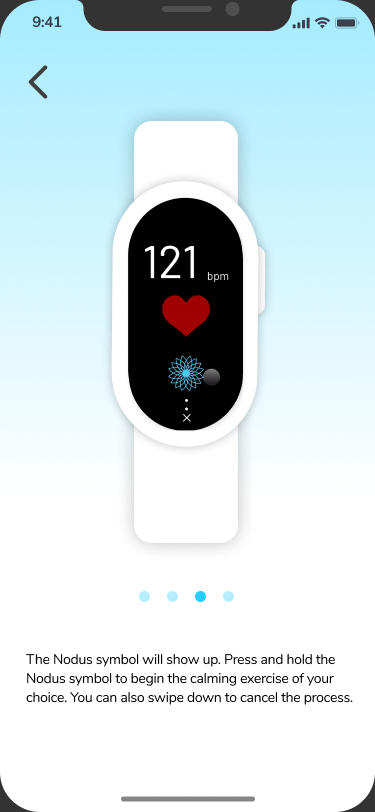 9:41
121 bpm
The Nodus symbol will show up. Press and hold the
Nodus symbol to begin the calming exercise of your
choice. You can also swipe down to cancel the process.